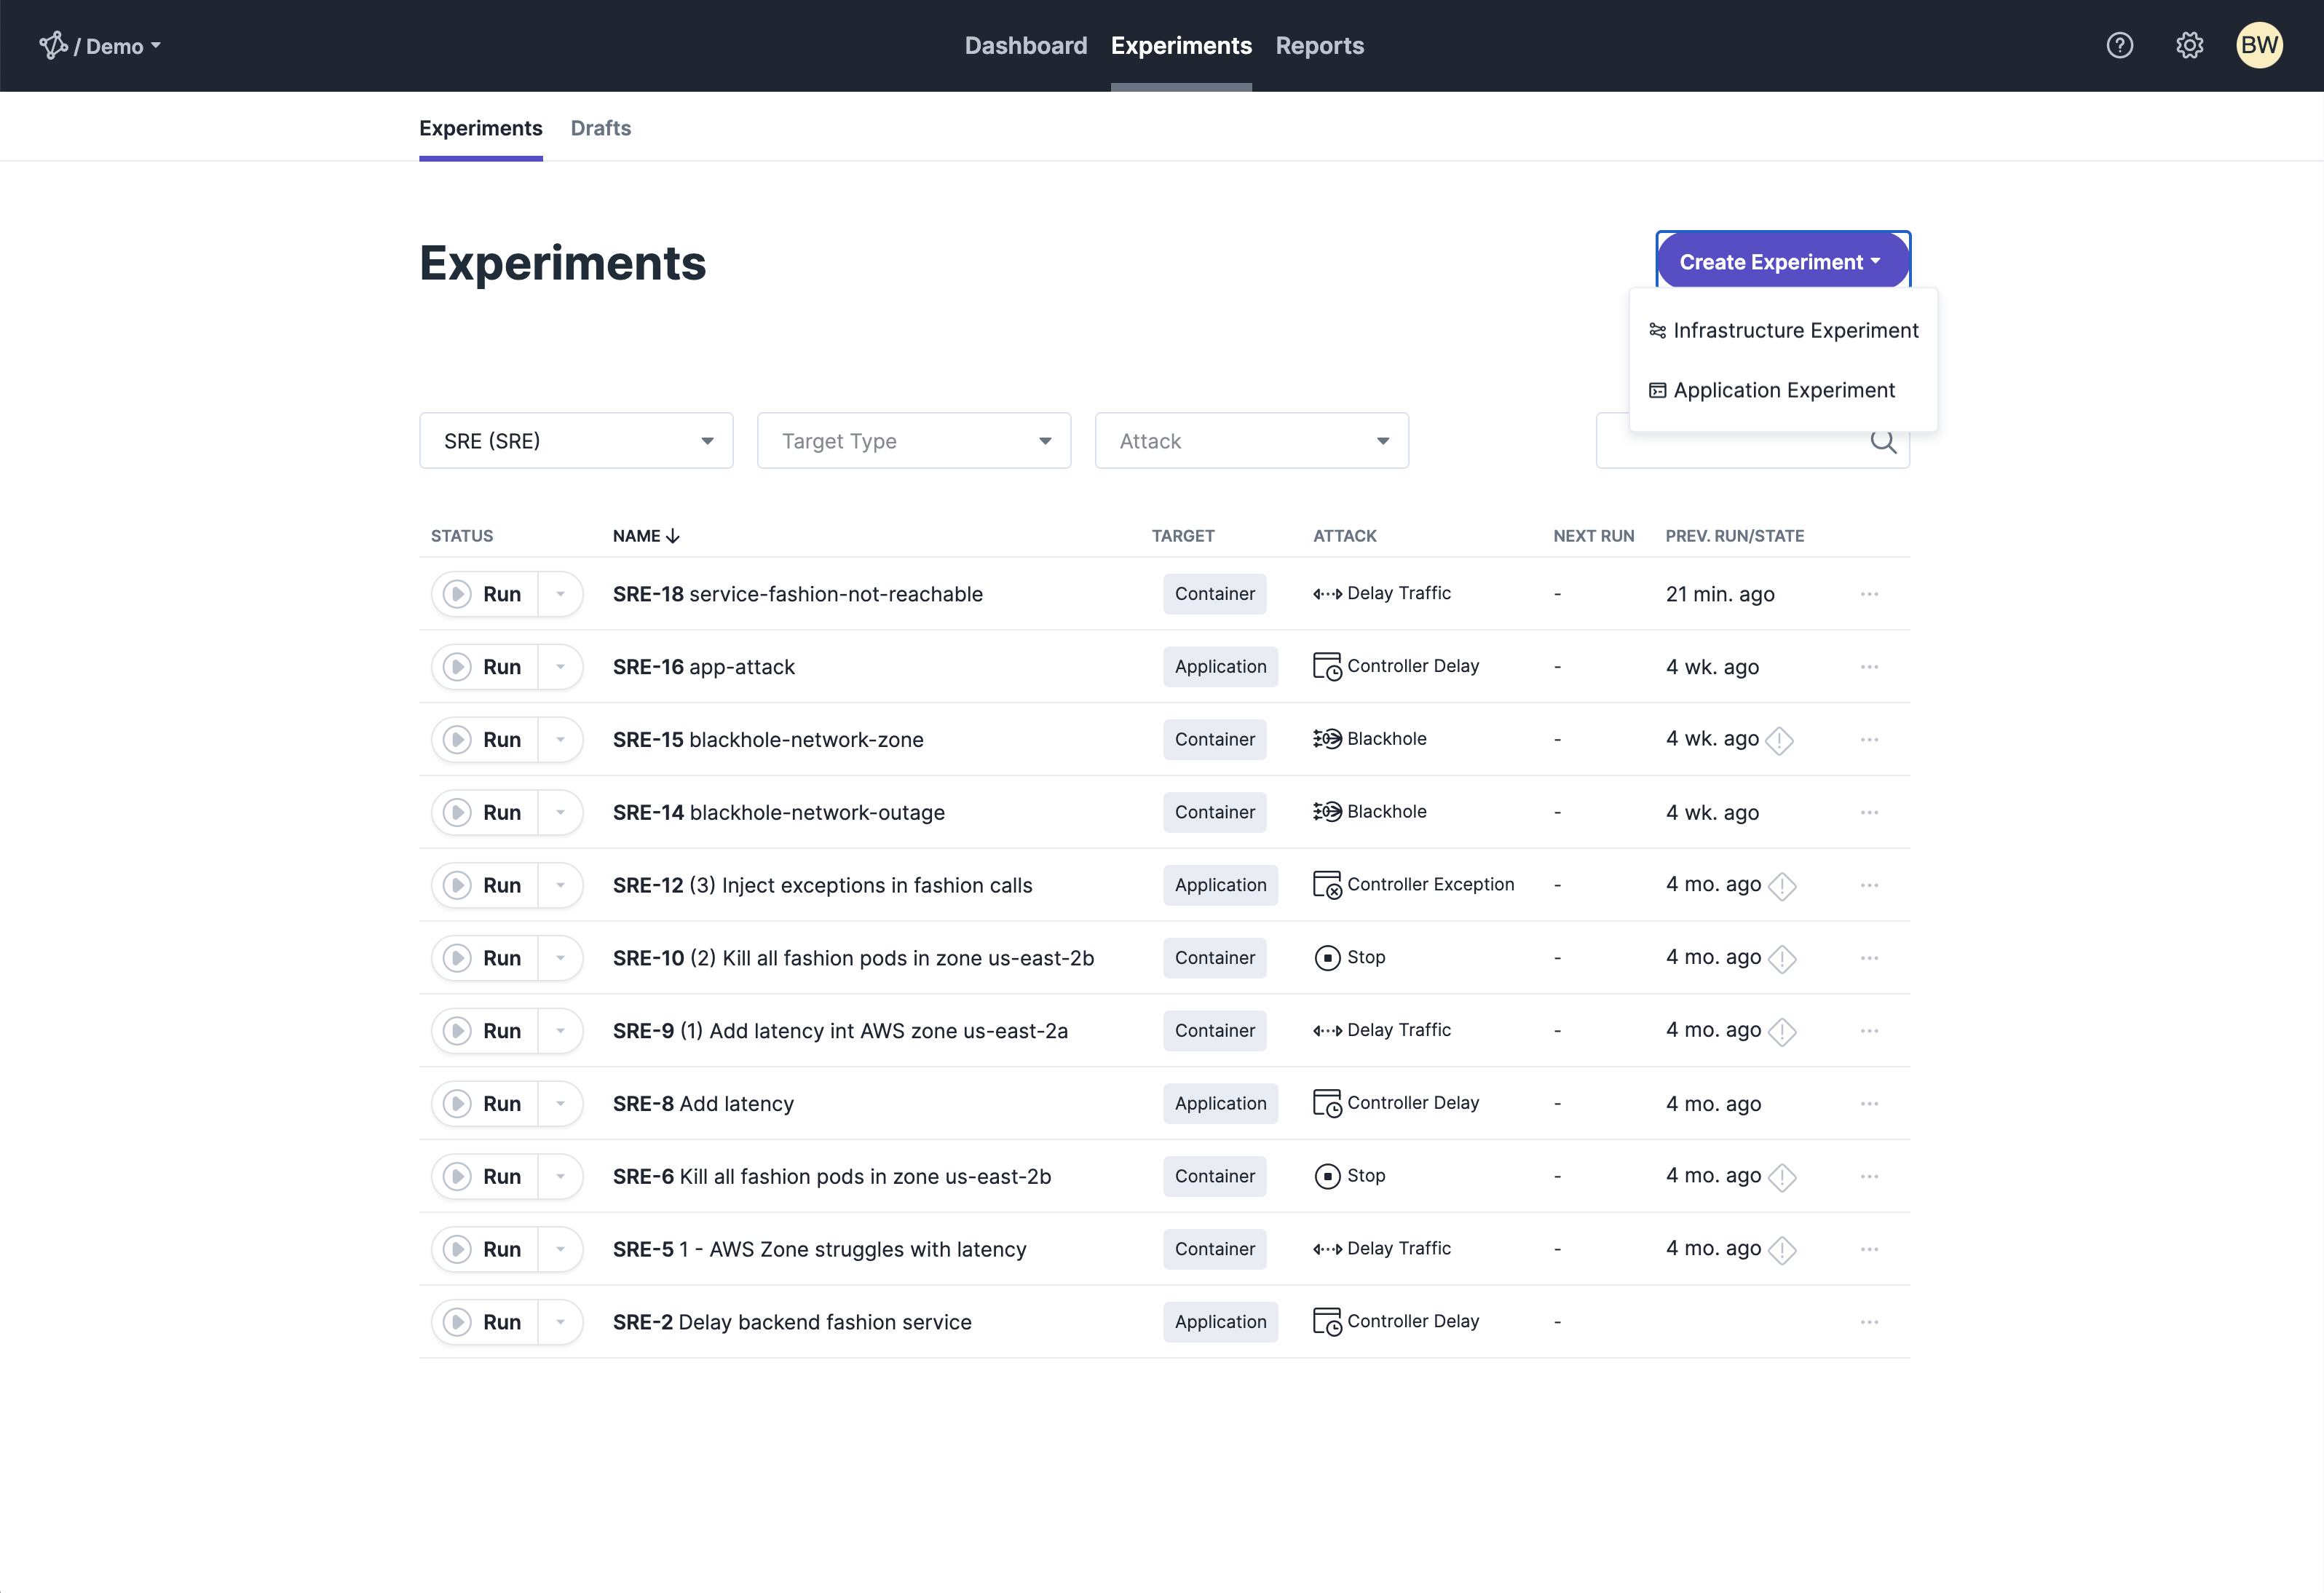 / Demo
Dashboard Experiments Reports
BW
Experiments Drafts
Experiments
Create Experiment
Infrastructure Experiment
Application Experiment
SRE (SRE) Target Type Attack
STATUS NAME TARGET ATTACK NEXT RUN PREV. RUN/STATE
Run SRE-18 service-fashion-not-reachable Container Delay Traffic - 21 min. ago
Run SRE-16 app-attack Application Controller Delay - 4 wk. ago
Run SRE-15 blackhole-network-zone Container Blackhole - 4 wk. ago
Run SRE-14 blackhole-network-outage Container Blackhole - 4 wk. ago
Run SRE-12 (3) Inject exceptions in fashion calls Application Controller Exception - 4 mo. ago
Run SRE-10 (2) Kill all fashion pods in zone us-east-2b Container Stop - 4 mo. ago
Run SRE-9 (1) Add latency int AWS zone us-east-2a Container Delay Traffic - 4 mo. ago
Run SRE-8 Add latency Application Controller Delay - 4 mo. ago
Run SRE-6 Kill all fashion pods in zone us-east-2b Container Stop - 4 mo. ago
Run SRE-5 1 - AWS Zone struggles with latency Container Delay Traffic - 4 mo. ago
Run SRE-2 Delay backend fashion service Application Controller Delay -